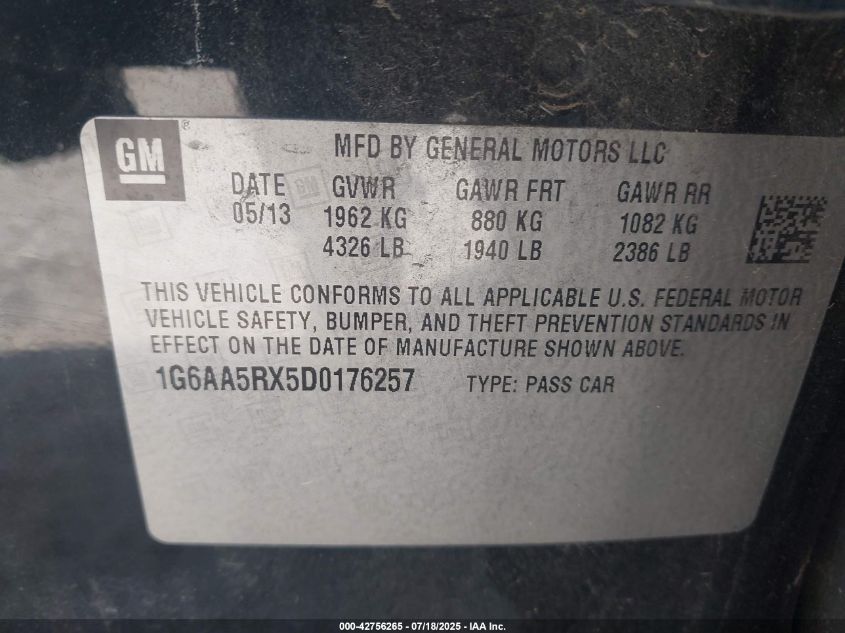 GM ®
MFD BY GENERAL MOTORS LLC
DATE GVWR GAWR FRT GAWR RR
05/13 1962 KG 880 KG 1082 KG
4326 LB 1940 LB 2386 LB
THIS VEHICLE CONFORMS TO ALL APPLICABLE U.S. FEDERAL MOTOR
VEHICLE SAFETY, BUMPER, AND THEFT PREVENTION STANDARDS IN
EFFECT ON THE DATE OF MANUFACTURE SHOWN ABOVE.
1G6AA5RX5D0176257 TYPE: PASS CAR
000-42756265 - 07/18/2025 - IAA Inc.